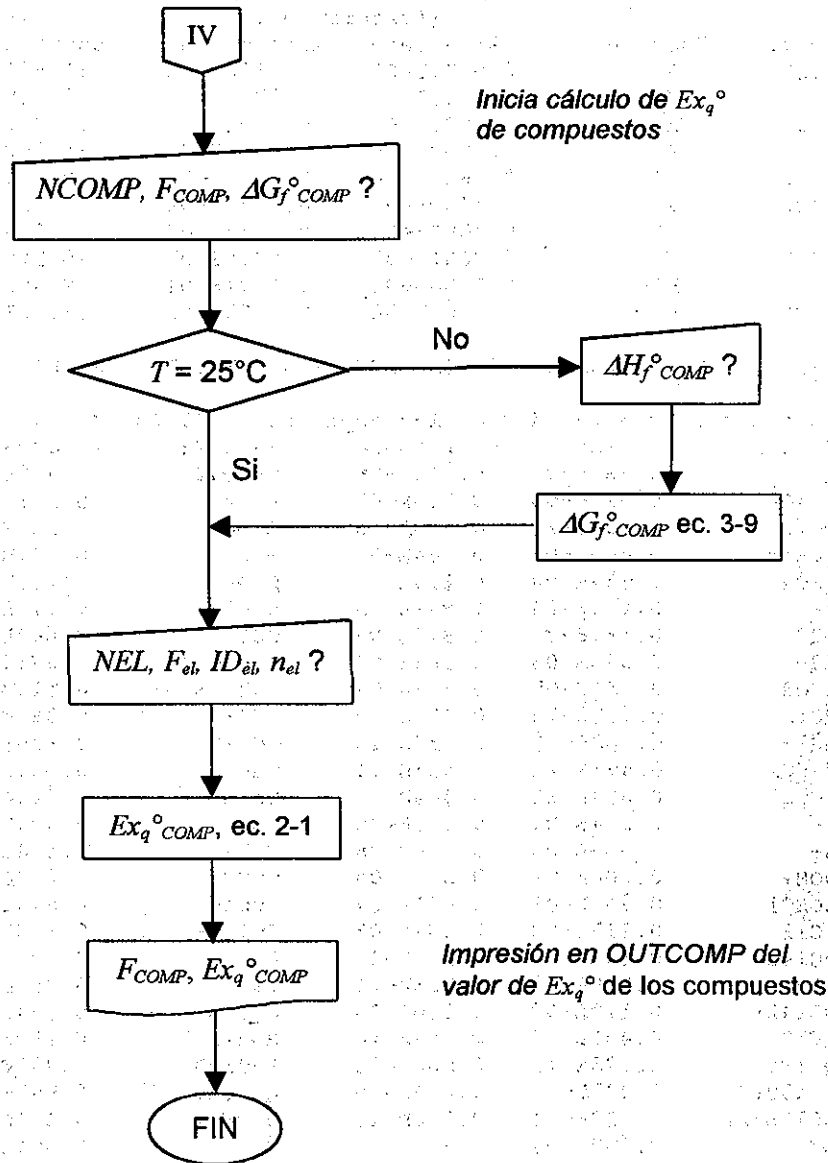 IV
Inicia cálculo de Ex_q°
de compuestos
NCOMP, F_COMP, ΔG_f°_COMP ?
T = 25°C
No
ΔH_f°_COMP ?
Si
ΔG_f°_COMP ec. 3-9
NEL, F_el, ID_el, n_el ?
Ex_q°_COMP, ec. 2-1
F_COMP, Ex_q°_COMP
Impresión en OUTCOMP del
valor de Ex_q° de los compuestos
FIN